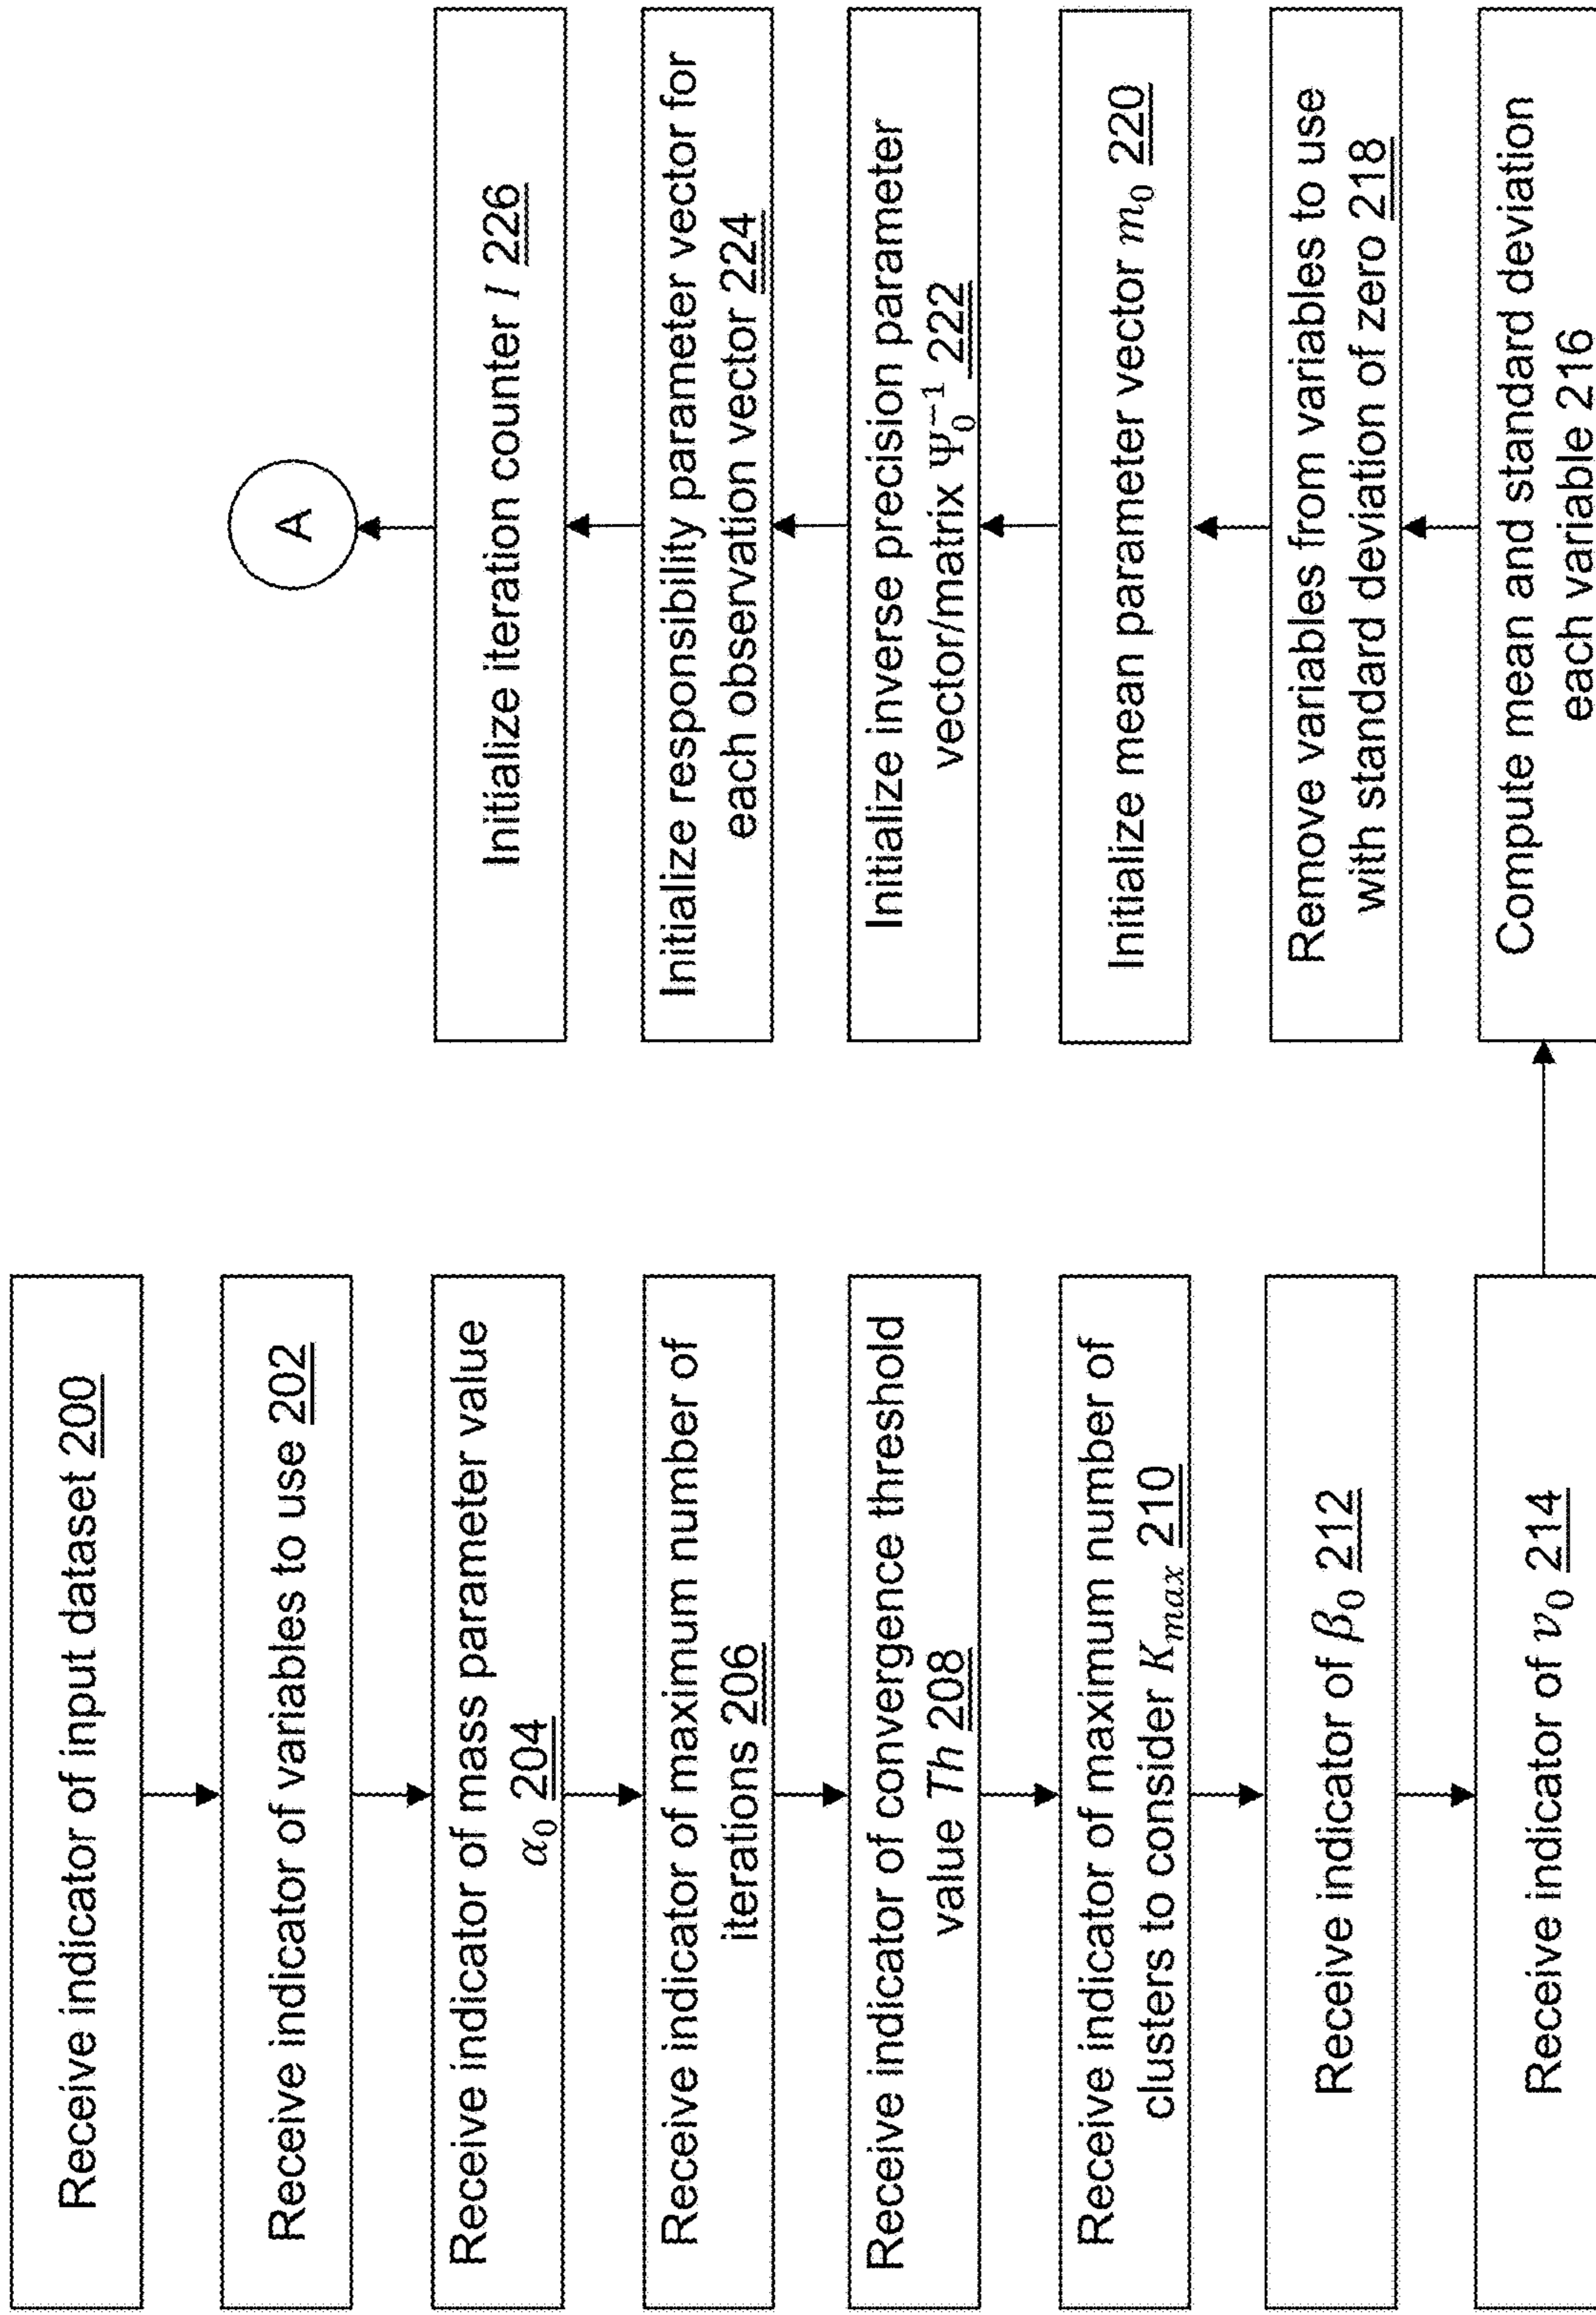 Receive indicator of input dataset 200
Receive indicator of variables to use 202
Receive indicator of mass parameter value
α₀ 204
Receive indicator of maximum number of
iterations 206
Receive indicator of convergence threshold
value Th 208
Receive indicator of maximum number of
clusters to consider Kₘₐₓ 210
Receive indicator of β₀ 212
Receive indicator of ν₀ 214
Compute mean and standard deviation
each variable 216
Remove variables from variables to use
with standard deviation of zero 218
Initialize mean parameter vector m₀ 220
Initialize inverse precision parameter
vector/matrix Ψ₀⁻¹ 222
Initialize responsibility parameter vector for
each observation vector 224
Initialize iteration counter I 226
A